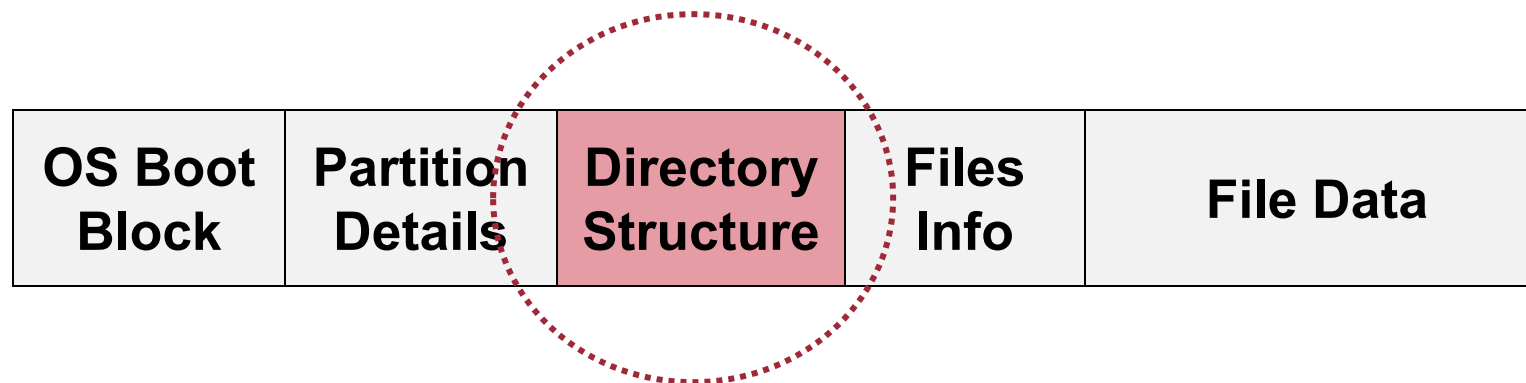 OS Boot
Block
Partition
Details
Directory
Structure
Files
Info
File Data